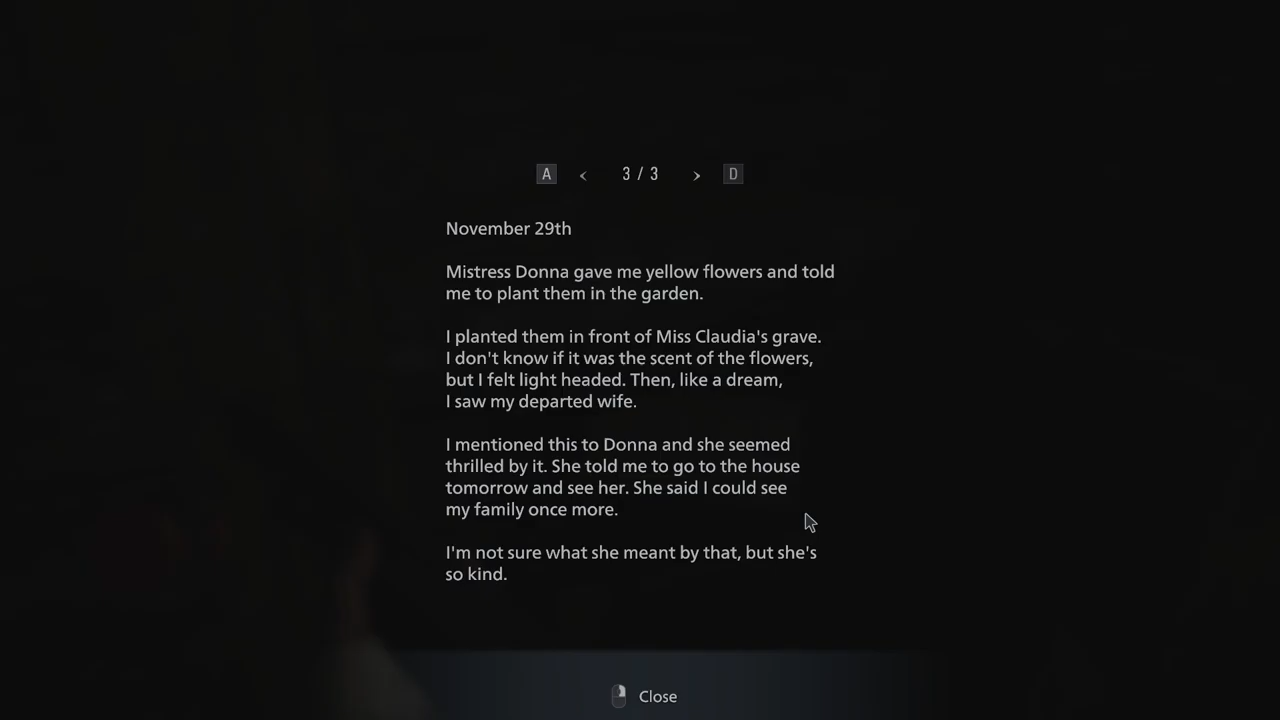 A < 3 / 3 > D
November 29th
Mistress Donna gave me yellow flowers and told
me to plant them in the garden.
I planted them in front of Miss Claudia's grave.
I don't know if it was the scent of the flowers,
but I felt light headed. Then, like a dream,
I saw my departed wife.
I mentioned this to Donna and she seemed
thrilled by it. She told me to go to the house
tomorrow and see her. She said I could see
my family once more.
I'm not sure what she meant by that, but she's
so kind.
Close